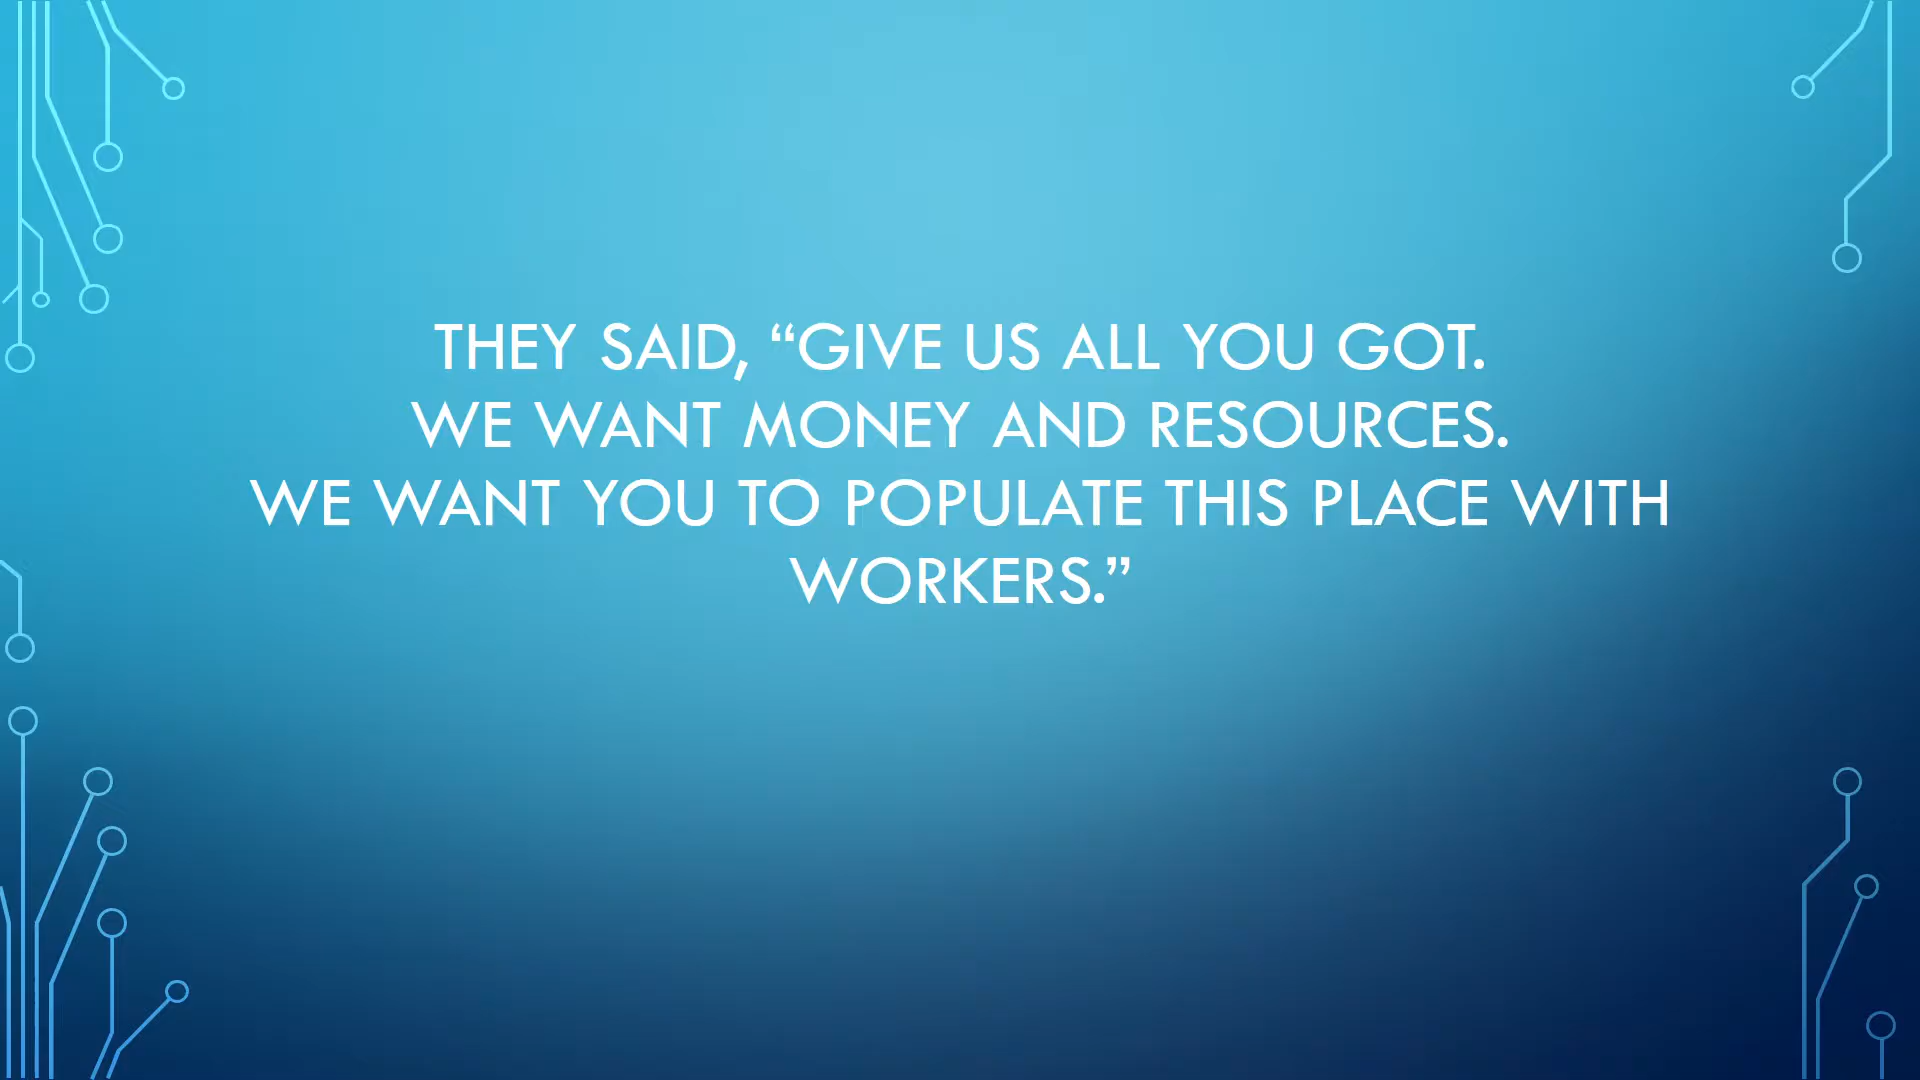 THEY SAID, “GIVE US ALL YOU GOT.
WE WANT MONEY AND RESOURCES.
WE WANT YOU TO POPULATE THIS PLACE WITH
WORKERS.”